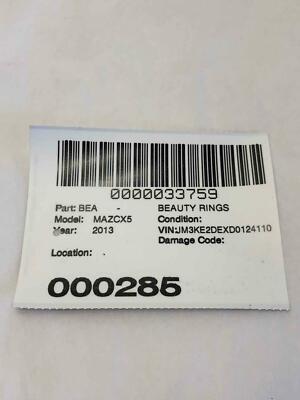 0000033759
Part: BEA - BEAUTY RINGS
Model: MAZCX5 Condition:
Year: 2013 VIN:JM3KE2DEXD0124110
Damage Code:
Location:
000285